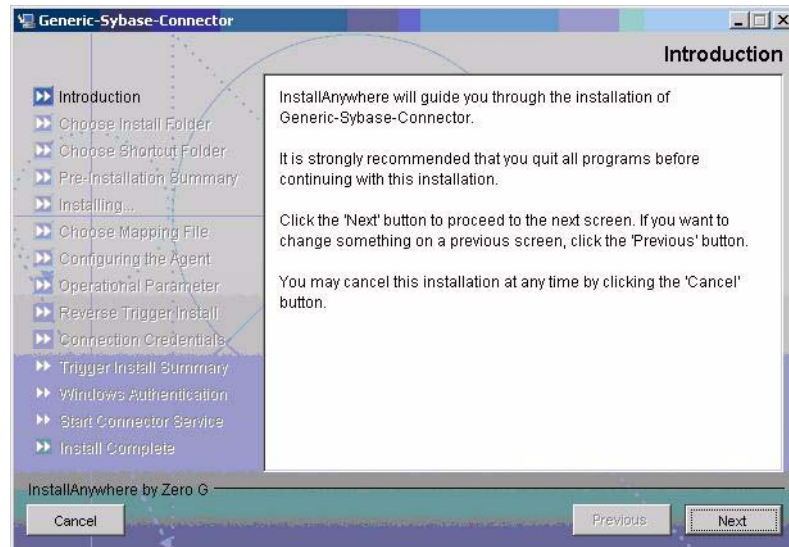 Generic-Sybase-Connector
Introduction
Introduction
Choose Install Folder
Choose Shortcut Folder
Pre-Installation Summary
Installing...
Choose Mapping File
Configuring the Agent
Operational Parameter
Reverse Trigger Install
Connection Credentials
Trigger Install Summary
Windows Authentication
Start Connector Service
Install Complete
InstallAnywhere will guide you through the installation of
Generic-Sybase-Connector.
It is strongly recommended that you quit all programs before
continuing with this installation.
Click the 'Next' button to proceed to the next screen. If you want to
change something on a previous screen, click the 'Previous' button.
You may cancel this installation at any time by clicking the 'Cancel'
button.
InstallAnywhere by Zero G
Cancel
Previous
Next